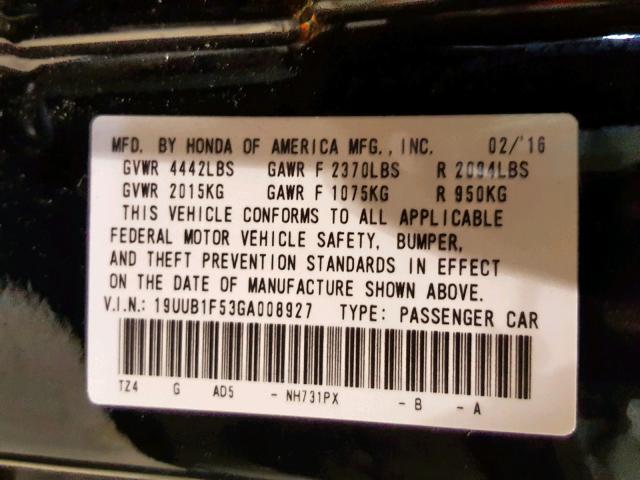 MFD. BY HONDA OF AMERICA MFG., INC. 02/'16
GVWR 4442LBS GAWR F 2370LBS R 2094LBS
GVWR 2015KG GAWR F 1075KG R 950KG
THIS VEHICLE CONFORMS TO ALL APPLICABLE
FEDERAL MOTOR VEHICLE SAFETY, BUMPER,
AND THEFT PREVENTION STANDARDS IN EFFECT
ON THE DATE OF MANUFACTURE SHOWN ABOVE.
V.I.N.: 19UUB1F53GA008927 TYPE: PASSENGER CAR
TZ4 G AD5 - NH731PX - B - A